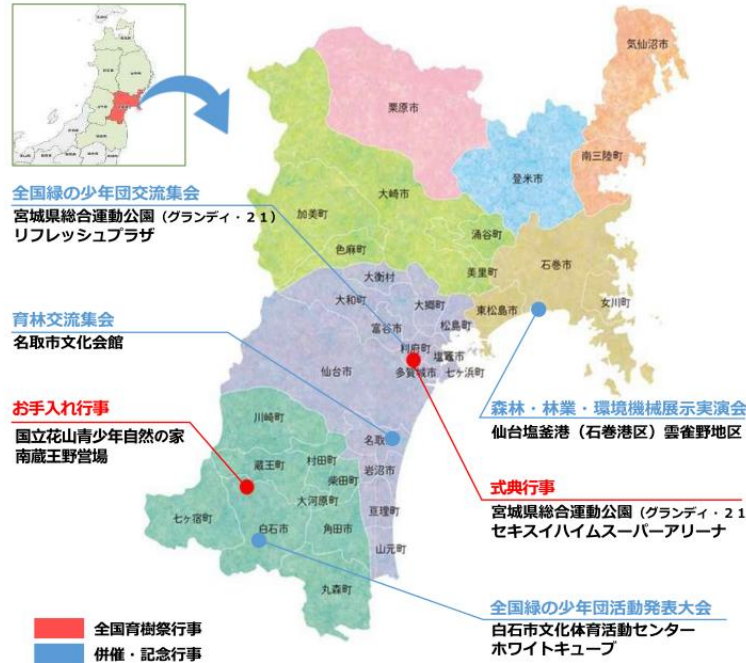 気仙沼市
栗原市
南三陸町
登米市
全国緑の少年団交流集会
宮城県総合運動公園（グランディ・２１）
リフレッシュプラザ
大崎市
加美町
涌谷町
色麻町
美里町
石巻市
大衡村
女川町
東松島市
大和町
大郷町
松島町
富谷市
育林交流集会
名取市文化会館
利府町
塩竈市
仙台市
多賀城市
七ヶ浜町
お手入れ行事
国立花山青少年自然の家
南蔵王野営場
川崎町
名取
森林・林業・環境機械展示実演会
仙台塩釜港（石巻港区）雲雀野地区
村田町
岩沼市
蔵王町
柴田町
式典行事
宮城県総合運動公園（グランディ・２１
セキスイハイムスーパーアリーナ
大河原町
亘理町
七ヶ宿町
白石市
角田市
山元町
丸森町
全国緑の少年団活動発表大会
白石市文化体育活動センター
ホワイトキューブ
全国育樹祭行事
併催・記念行事